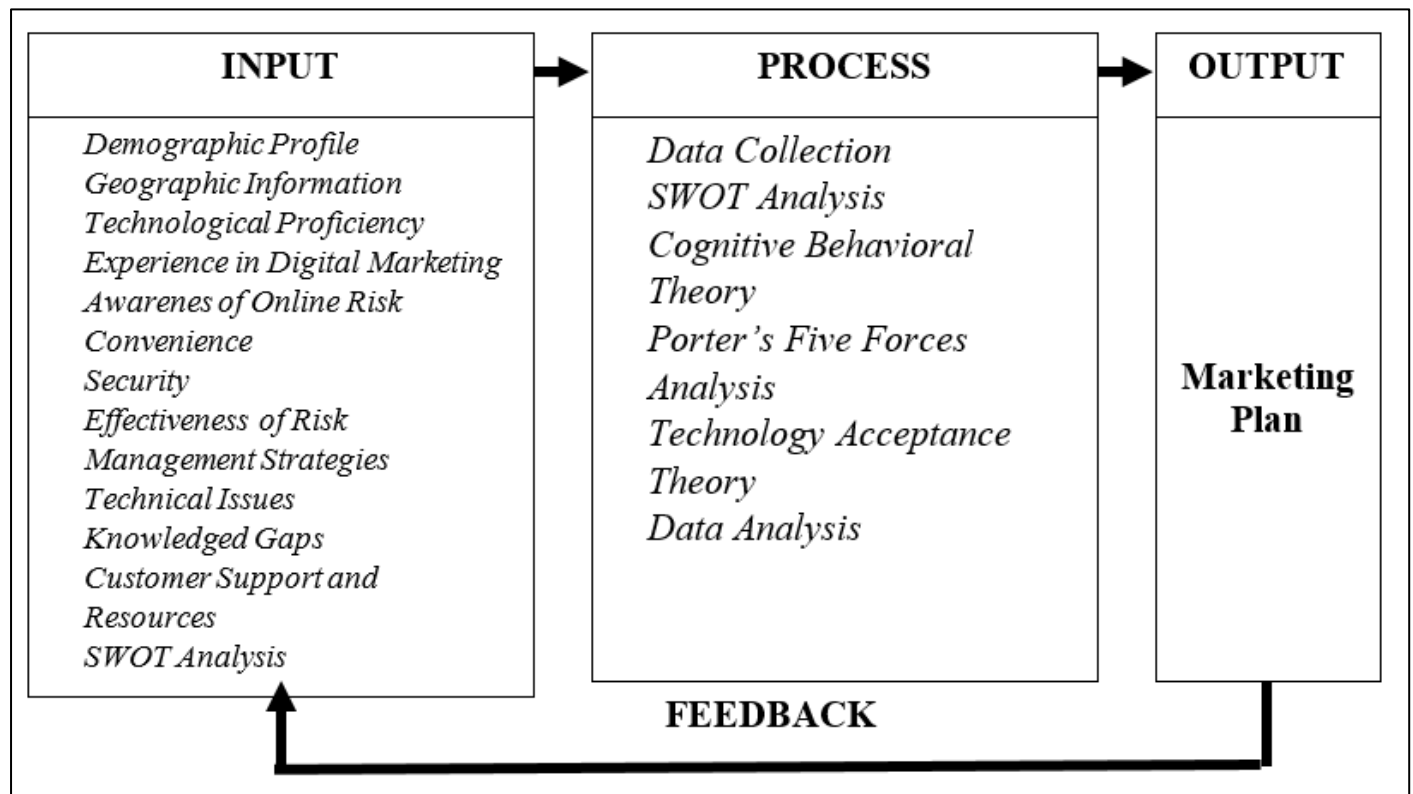 INPUT
Demographic Profile
Geographic Information
Technological Proficiency
Experience in Digital Marketing
Awarenes of Online Risk
Convenience
Security
Effectiveness of Risk
Management Strategies
Technical Issues
Knowledged Gaps
Customer Support and
Resources
SWOT Analysis
PROCESS
Data Collection
SWOT Analysis
Cognitive Behavioral
Theory
Porter’s Five Forces
Analysis
Technology Acceptance
Theory
Data Analysis
OUTPUT
Marketing
Plan
FEEDBACK